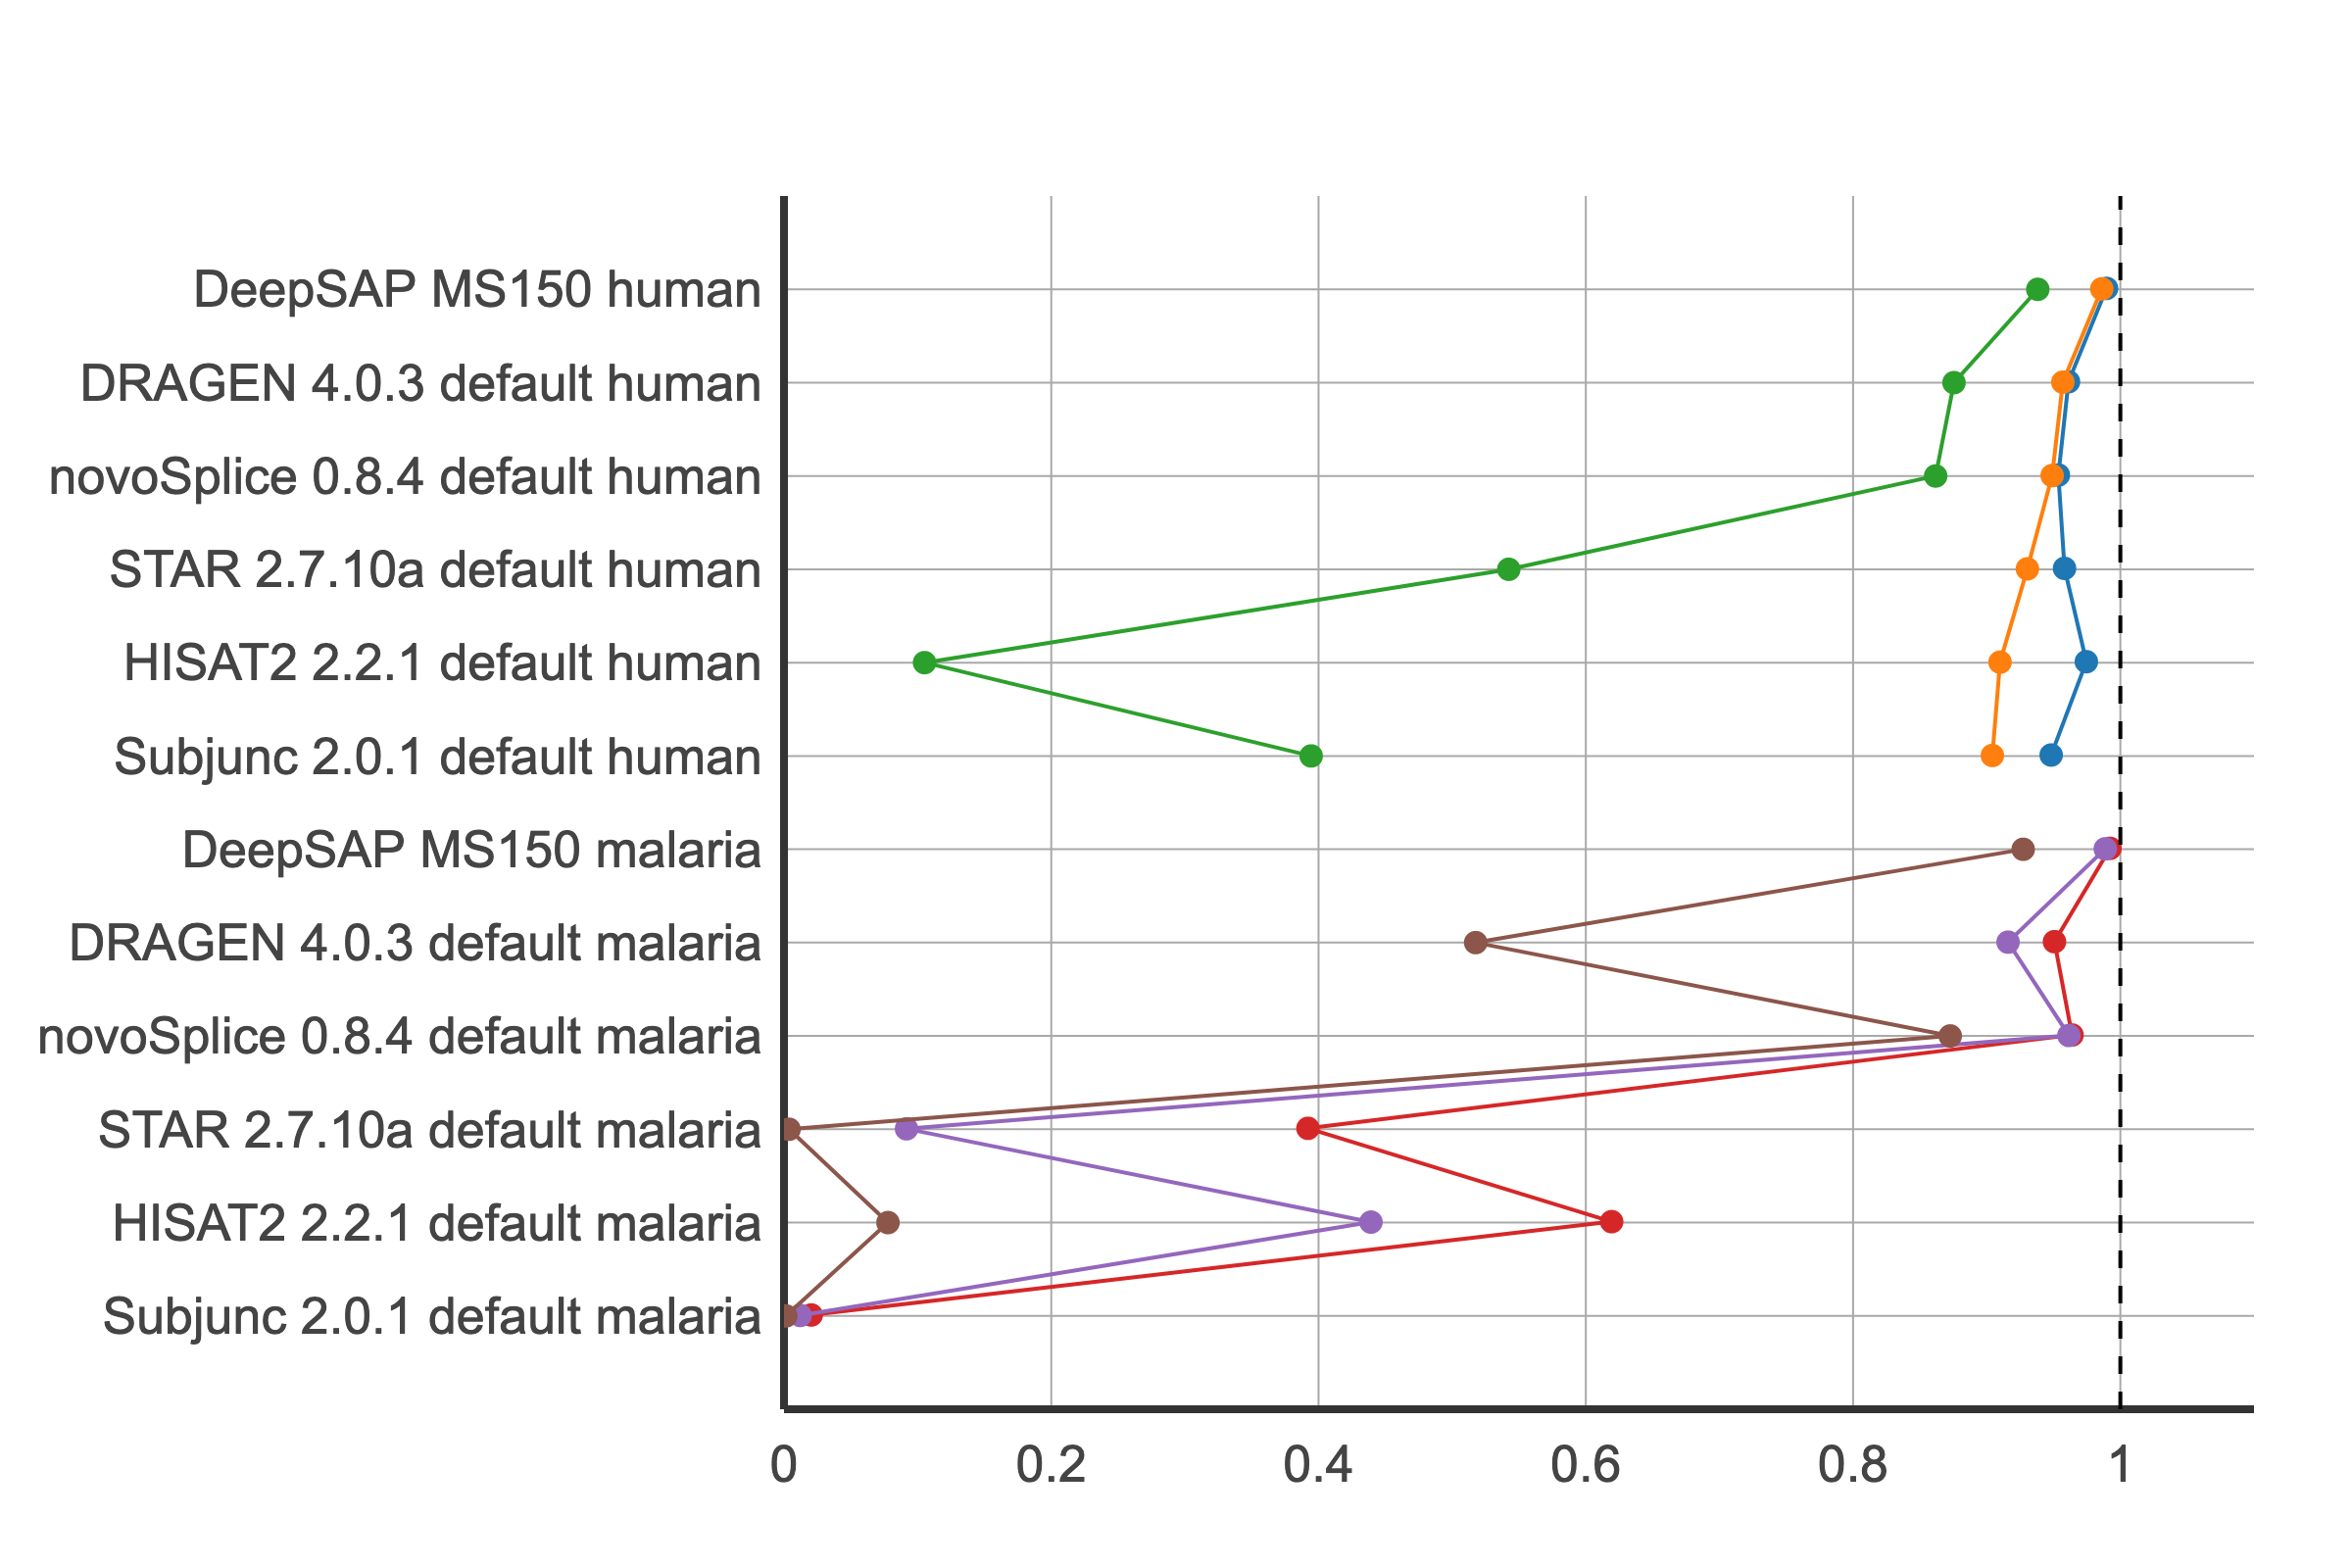 DeepSAP MS150 human
DRAGEN 4.0.3 default human
novoSplice 0.8.4 default human
STAR 2.7.10a default human
HISAT2 2.2.1 default human
Subjunc 2.0.1 default human
DeepSAP MS150 malaria
DRAGEN 4.0.3 default malaria
novoSplice 0.8.4 default malaria
STAR 2.7.10a default malaria
HISAT2 2.2.1 default malaria
Subjunc 2.0.1 default malaria
0 0.2 0.4 0.6 0.8 1